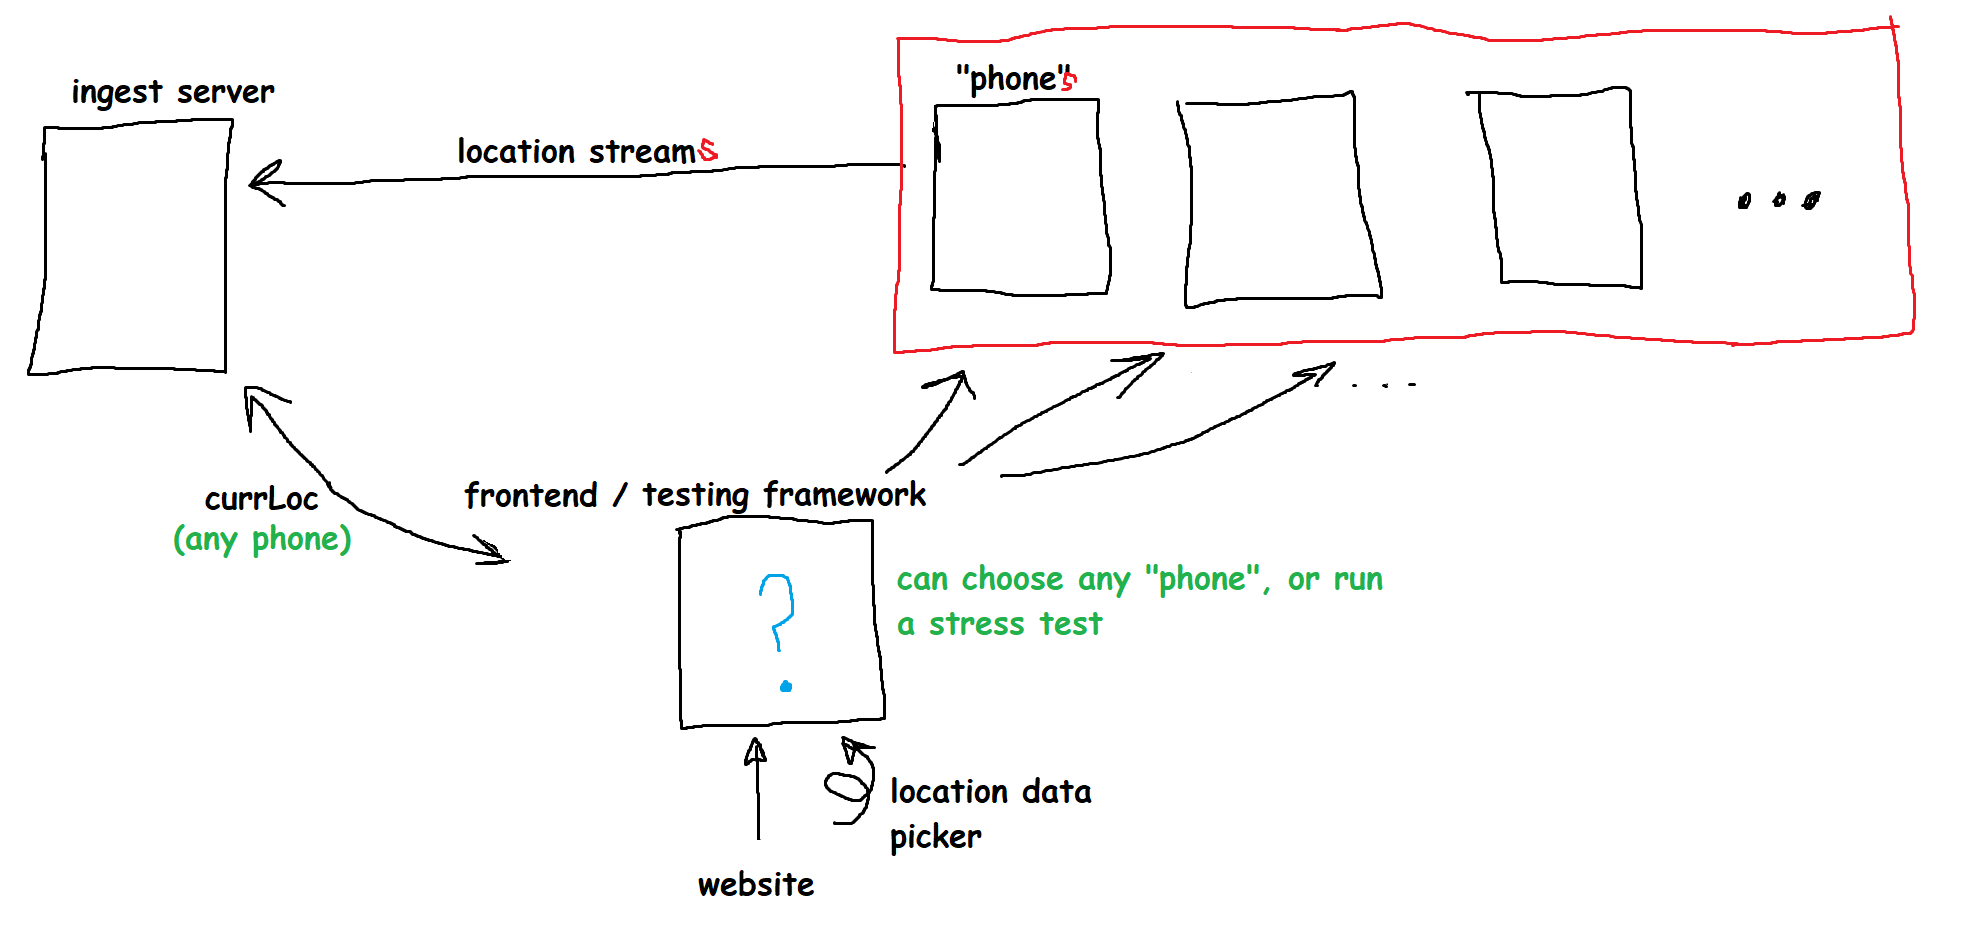 "phone"s
ingest server
location streams
frontend / testing framework
currLoc
(any phone)
?
can choose any "phone", or run
a stress test
location data
picker
website